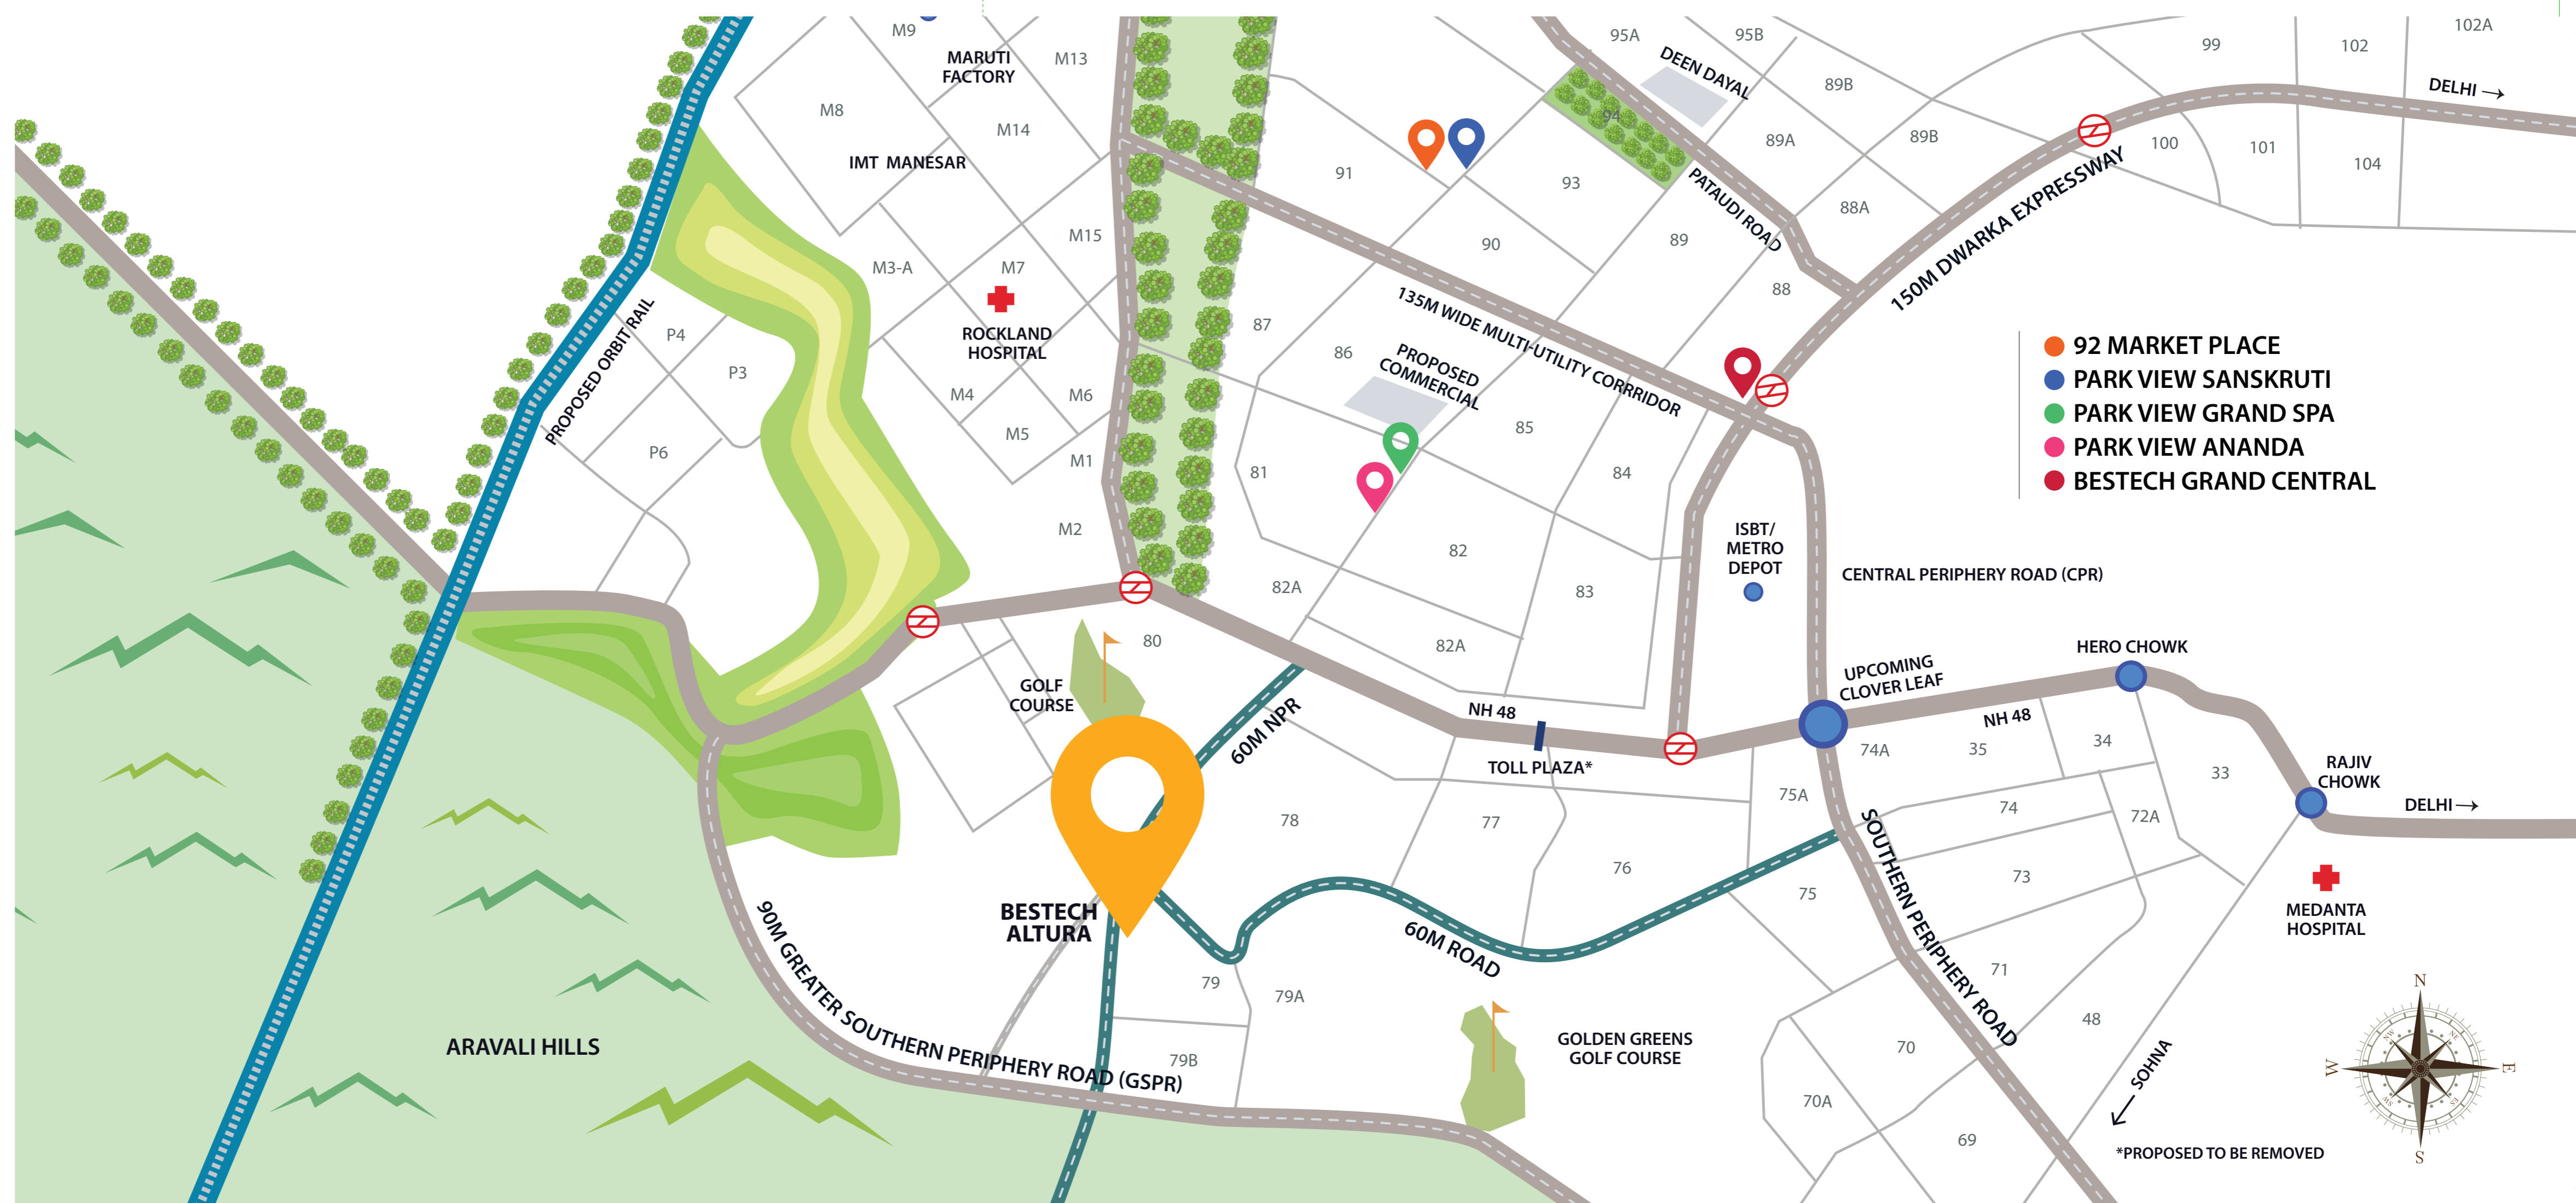 M9
MARUTI
FACTORY
M13
M8
M14
IMT MANESAR
M15
M3-A
M7
ROCKLAND
HOSPITAL
M4
M6
M5
M1
M2
P4
P3
P6
PROPOSED ORBIT RAIL
95A
95B
DEEN DAYAL
94
89B
89A
89B
88A
99
102
102A
DELHI →
100
101
104
91
93
90
89
88
PATAUDI ROAD
150M DWARKA EXPRESSWAY
135M WIDE MULTI-UTILITY CORRRIDOR
87
86
PROPOSED
COMMERCIAL
85
84
81
82
83
82A
82A
92 MARKET PLACE
PARK VIEW SANSKRUTI
PARK VIEW GRAND SPA
PARK VIEW ANANDA
BESTECH GRAND CENTRAL
ISBT/
METRO
DEPOT
CENTRAL PERIPHERY ROAD (CPR)
UPCOMING
CLOVER LEAF
HERO CHOWK
NH 48
NH 48
TOLL PLAZA*
RAJIV
CHOWK
DELHI →
80
GOLF
COURSE
60M NPR
78
77
76
75A
75
74A
35
34
33
74
72A
73
71
48
70
70A
69
SOUTHERN PERIPHERY ROAD
MEDANTA
HOSPITAL
BESTECH
ALTURA
60M ROAD
79
79A
79B
90M GREATER SOUTHERN PERIPHERY ROAD (GSPR)
GOLDEN GREENS
GOLF COURSE
ARAVALI HILLS
← SOHNA
*PROPOSED TO BE REMOVED
N
NW
NE
W
E
SW
ES
S